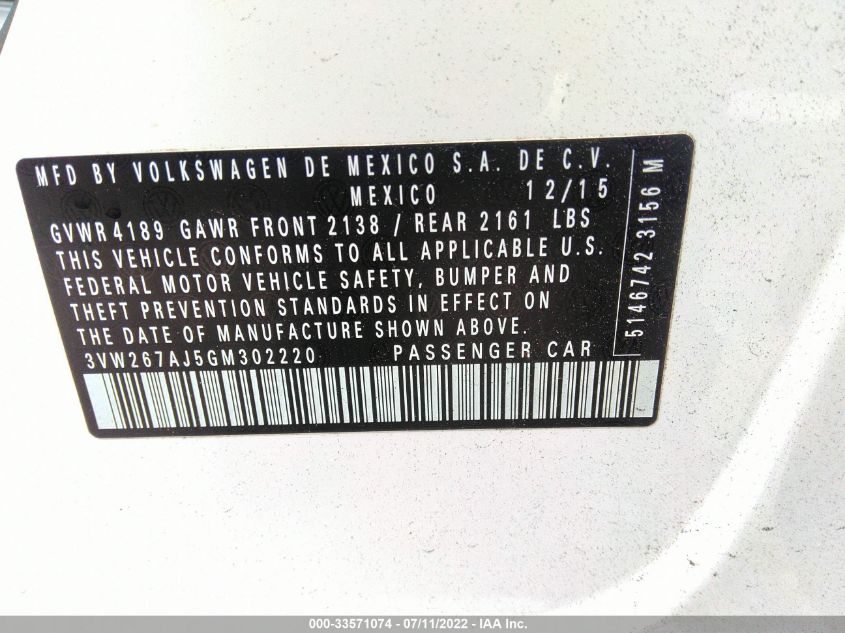 MFD BY VOLKSWAGEN DE MEXICO S.A. DE C.V.
MEXICO 12/15
GVWR 4189 GAWR FRONT 2138 / REAR 2161 LBS
THIS VEHICLE CONFORMS TO ALL APPLICABLE U.S.
FEDERAL MOTOR VEHICLE SAFETY, BUMPER AND
THEFT PREVENTION STANDARDS IN EFFECT ON
THE DATE OF MANUFACTURE SHOWN ABOVE.
3VW267AJ5GM302220 PASSENGER CAR
5146742 3156 M
000-33571074 - 07/11/2022 - IAA Inc.